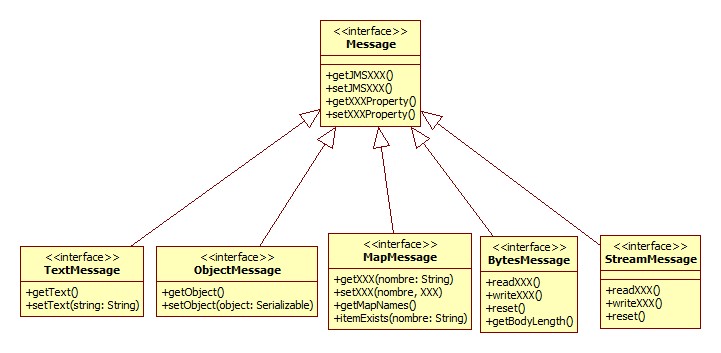 <<interface>>
Message
+getJMSXXX()
+setJMSXXX()
+getXXXProperty()
+setXXXProperty()
<<interface>>
TextMessage
+getText()
+setText(string: String)
<<interface>>
ObjectMessage
+getObject()
+setObject(object: Serializable)
<<interface>>
MapMessage
+getXXX(nombre: String)
+setXXX(nombre, XXX)
+getMapNames()
+itemExists(nombre: String)
<<interface>>
BytesMessage
+readXXX()
+writeXXX()
+reset()
+getBodyLength()
<<interface>>
StreamMessage
+readXXX()
+writeXXX()
+reset()